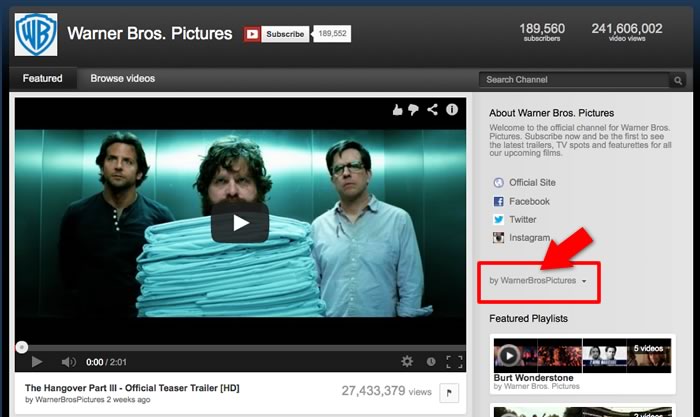 WB
Warner Bros. Pictures
Subscribe
189,552
189,560
subscribers
241,606,002
video views
Featured
Browse videos
Search Channel
About Warner Bros. Pictures
Welcome to the official channel for Warner Bros.
Pictures. Subscribe now and be the first to see
the latest trailers, TV spots and featurettes for all
our upcoming films.
Official Site
Facebook
Twitter
Instagram
by WarnerBrosPictures
0:00 / 2:01
The Hangover Part III - Official Teaser Trailer [HD]
by WarnerBrosPictures 2 weeks ago
27,433,379 views
Featured Playlists
5 videos
Burt Wonderstone
by Warner Bros. Pictures
2 videos